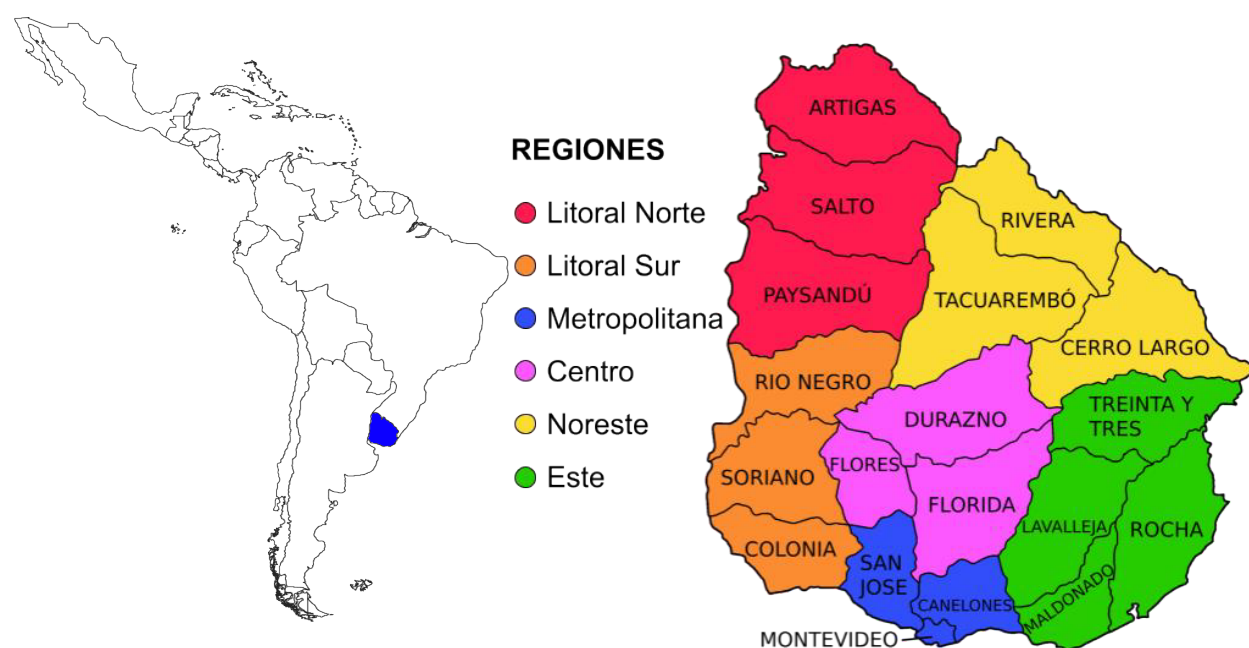 REGIONES
Litoral Norte
Litoral Sur
Metropolitana
Centro
Noreste
Este
ARTIGAS
SALTO
RIVERA
PAYSANDÚ
TACUAREMBÓ
CERRO LARGO
RIO NEGRO
DURAZNO
TREINTA Y
TRES
SORIANO
FLORES
FLORIDA
LAVALLEJA
ROCHA
COLONIA
SAN
JOSE
CANELONES
MALDONADO
MONTEVIDEO